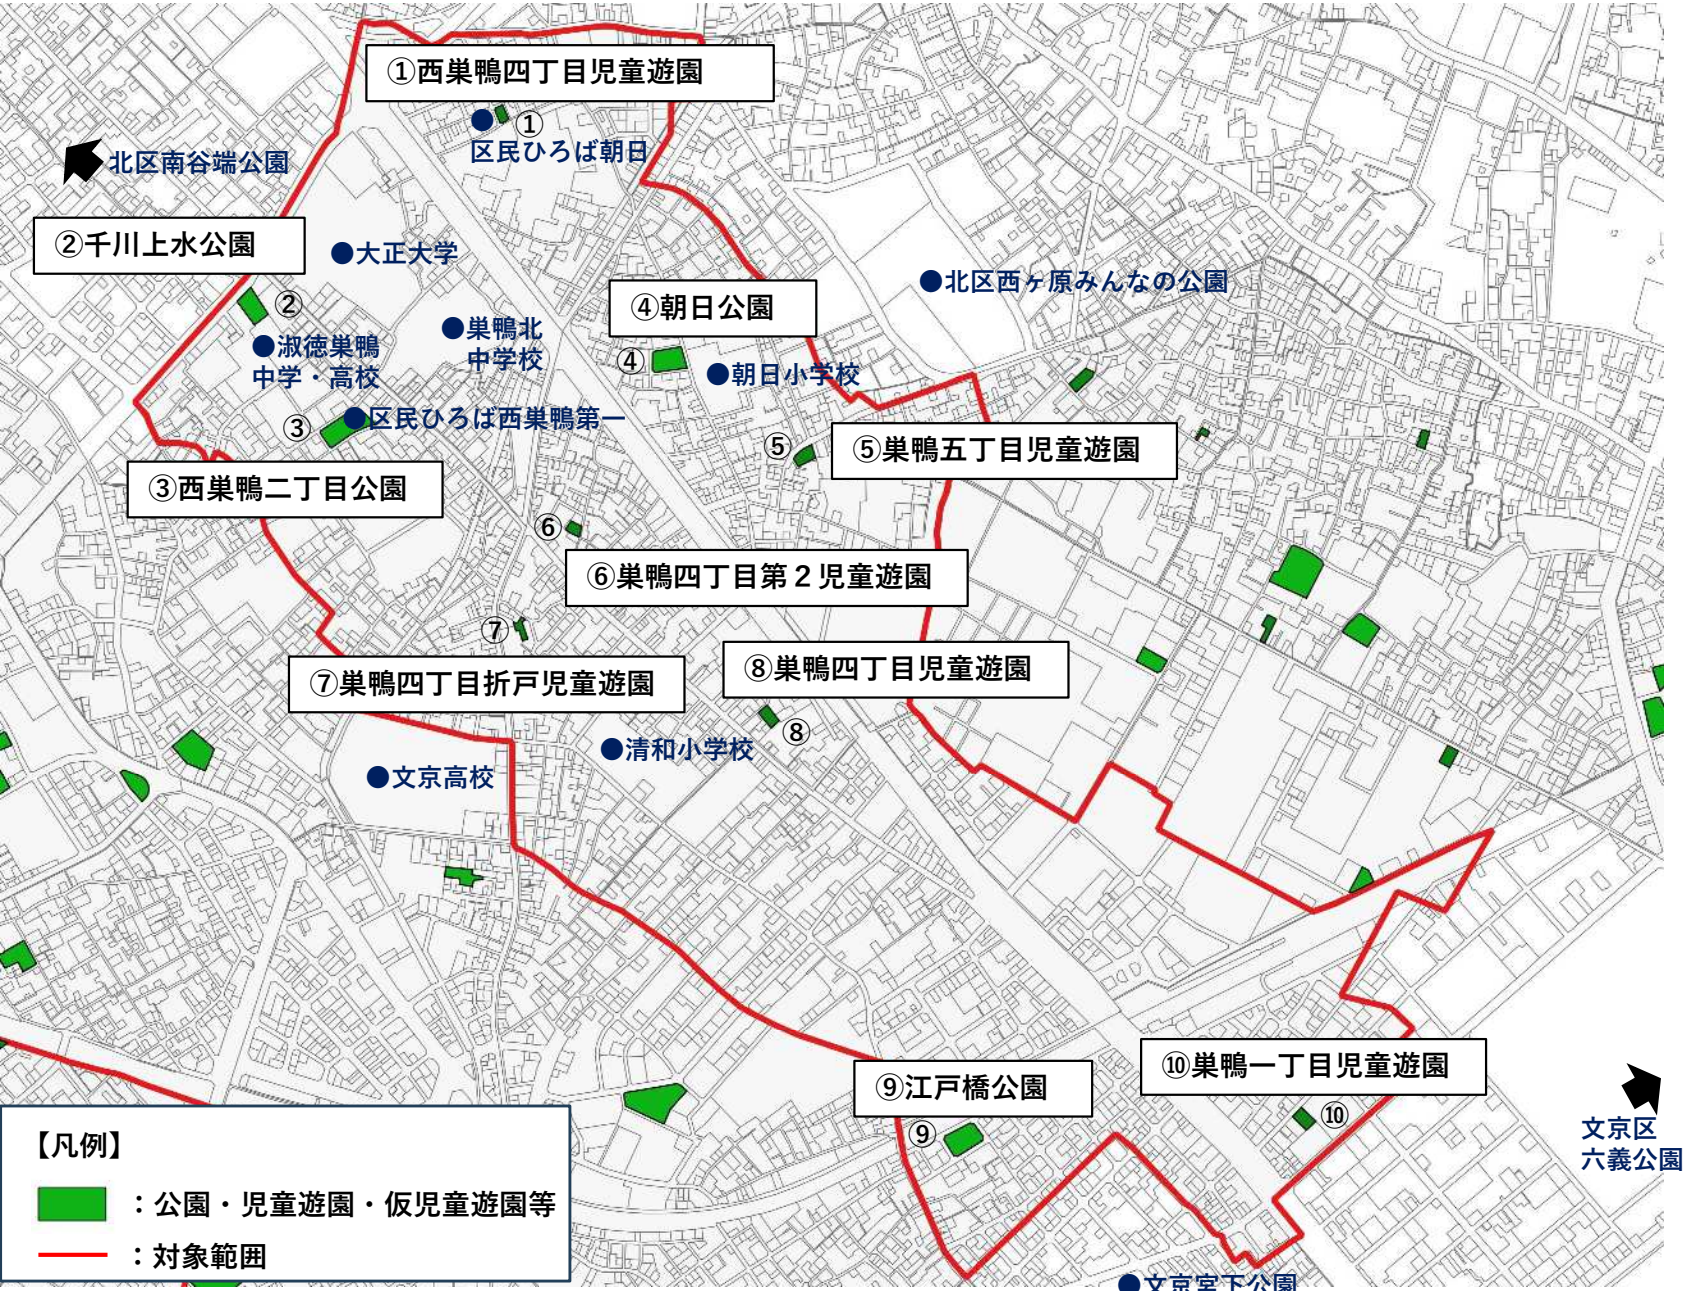 ①西巣鴨四丁目児童遊園
①
区民ひろば朝日
北区南谷端公園
②千川上水公園
●大正大学
②
●北区西ヶ原みんなの公園
④朝日公園
●巣鴨北
中学校
●淑徳巣鴨
中学・高校
④
●朝日小学校
③
●区民ひろば西巣鴨第一
⑤
⑤巣鴨五丁目児童遊園
③西巣鴨二丁目公園
⑥
⑥巣鴨四丁目第２児童遊園
⑦
⑦巣鴨四丁目折戸児童遊園
⑧巣鴨四丁目児童遊園
⑧
●清和小学校
●文京高校
⑨江戸橋公園
⑩巣鴨一丁目児童遊園
⑨
⑩
文京区
六義公園
【凡例】
：公園・児童遊園・仮児童遊園等
：対象範囲
●文京宮下公園